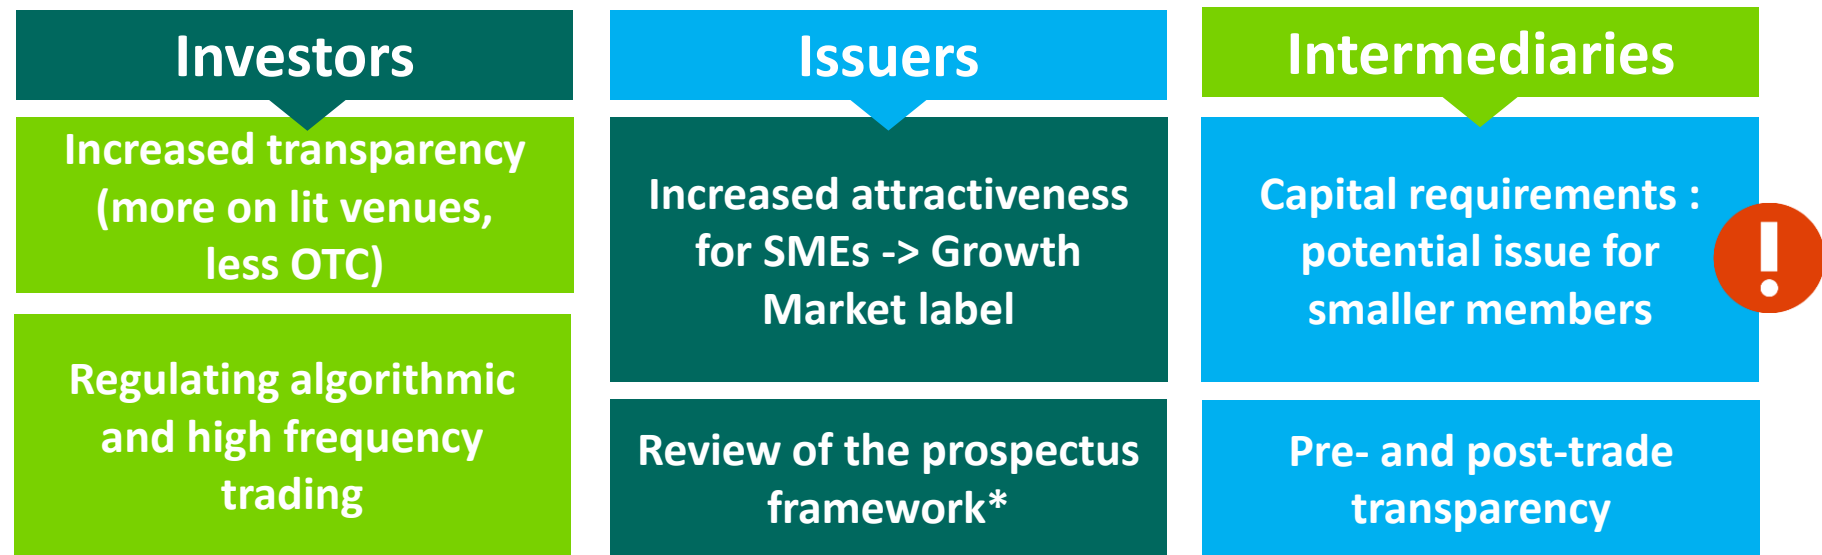 Investors
Increased transparency
(more on lit venues,
less OTC)
Regulating algorithmic
and high frequency
trading
Issuers
Increased attractiveness
for SMEs -> Growth
Market label
Review of the prospectus
framework*
Intermediaries
Capital requirements :
potential issue for
smaller members
!
Pre- and post-trade
transparency